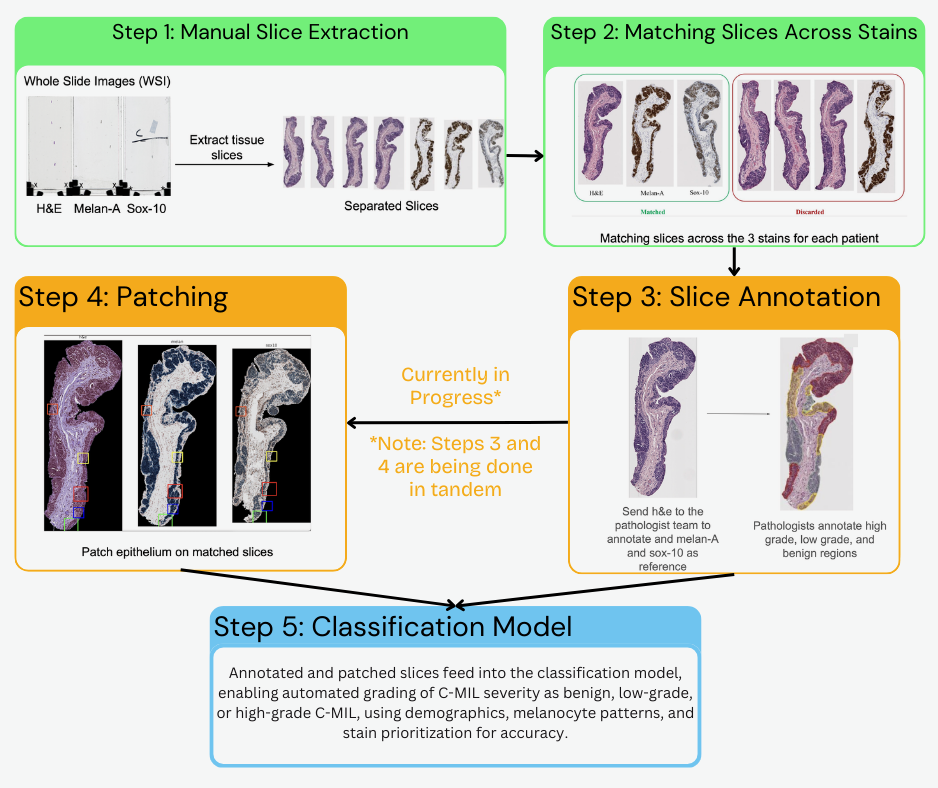 Step 1: Manual Slice Extraction
Whole Slide Images (WSI)
C
x x x
H&E Melan-A Sox-10
Extract tissue
slices
Separated Slices
Step 2: Matching Slices Across Stains
H&E Melan-A Sox-10
Matched Discarded
Matching slices across the 3 stains for each patient
Step 3: Slice Annotation
Send h&e to the
pathologist team to
annotate and melan-A
and sox-10 as
reference
Pathologists annotate high
grade, low grade, and
benign regions
Currently in
Progress*
*Note: Steps 3 and
4 are being done
in tandem
Step 4: Patching
h&e melan sox10
Patch epithelium on matched slices
Step 5: Classification Model
Annotated and patched slices feed into the classification model,
enabling automated grading of C-MIL severity as benign, low-grade,
or high-grade C-MIL, using demographics, melanocyte patterns, and
stain prioritization for accuracy.